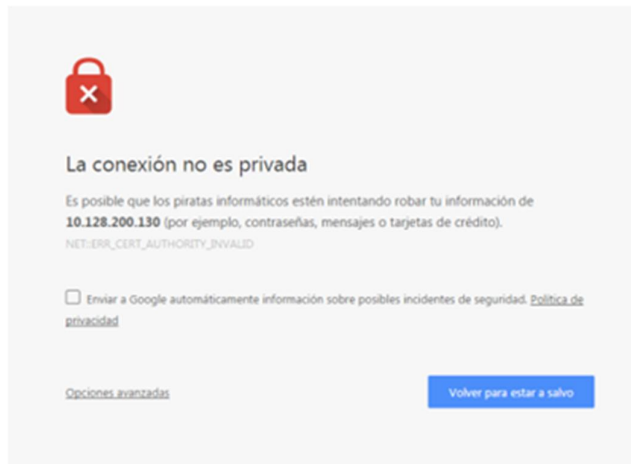 La conexión no es privada
Es posible que los piratas informáticos estén intentando robar tu información de
10.128.200.130 (por ejemplo, contraseñas, mensajes o tarjetas de crédito).
NET::ERR_CERT_AUTHORITY_INVALID
Enviar a Google automáticamente información sobre posibles incidentes de seguridad. Política de
privacidad
Opciones avanzadas
Volver para estar a salvo